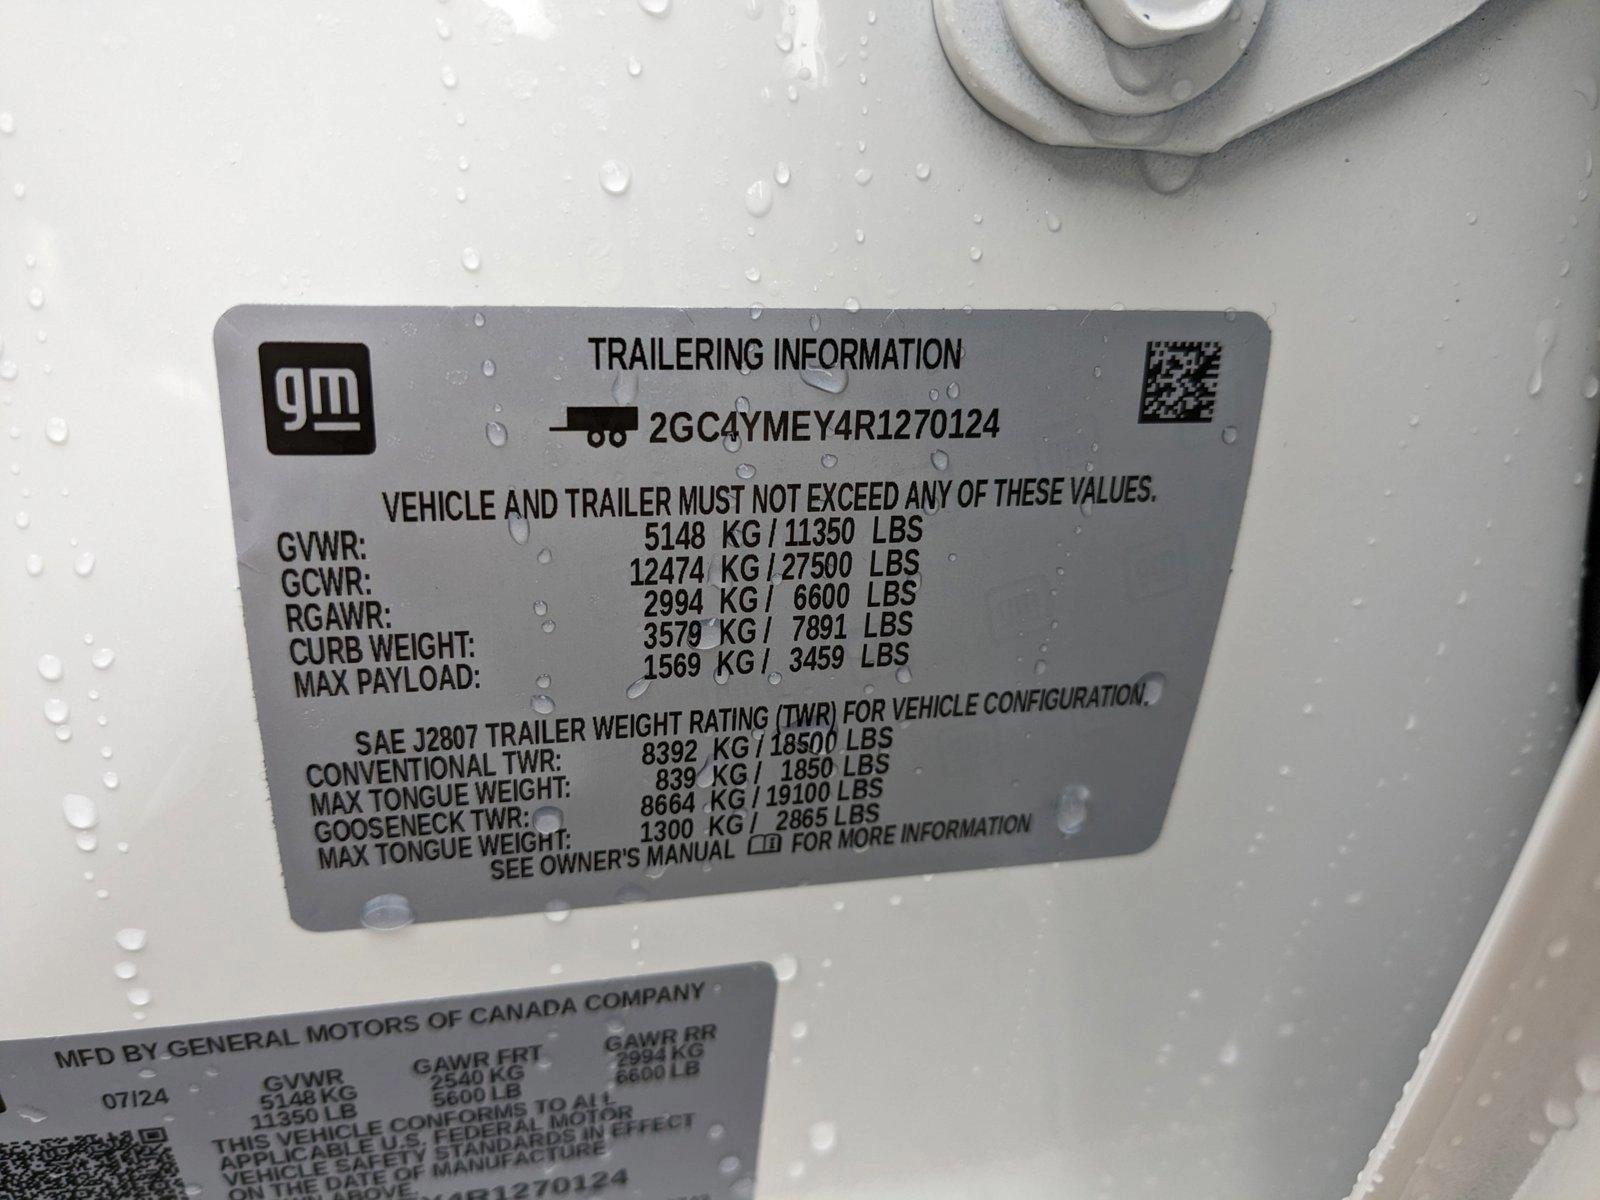 gm
TRAILERING INFORMATION
2GC4YMEY4R1270124
VEHICLE AND TRAILER MUST NOT EXCEED ANY OF THESE VALUES.
GVWR: 5148 KG / 11350 LBS
GCWR: 12474 KG / 27500 LBS
RGAWR: 2994 KG / 6600 LBS
CURB WEIGHT: 3579 KG / 7891 LBS
MAX PAYLOAD: 1569 KG / 3459 LBS
SAE J2807 TRAILER WEIGHT RATING (TWR) FOR VEHICLE CONFIGURATION.
CONVENTIONAL TWR: 8392 KG / 18500 LBS
MAX TONGUE WEIGHT: 839 KG / 1850 LBS
GOOSENECK TWR: 8664 KG / 19100 LBS
MAX TONGUE WEIGHT: 1300 KG / 2865 LBS
SEE OWNER'S MANUAL FOR MORE INFORMATION
MFD BY GENERAL MOTORS OF CANADA COMPANY
07/24 GVWR GAWR FRT GAWR RR
5148 KG 2540 KG 2994 KG
11350 LB 5600 LB 6600 LB
THIS VEHICLE CONFORMS TO ALL
APPLICABLE U.S. FEDERAL MOTOR
VEHICLE SAFETY STANDARDS IN EFFECT
ON THE DATE OF MANUFACTURE
ABOVE.
Y4R1270124